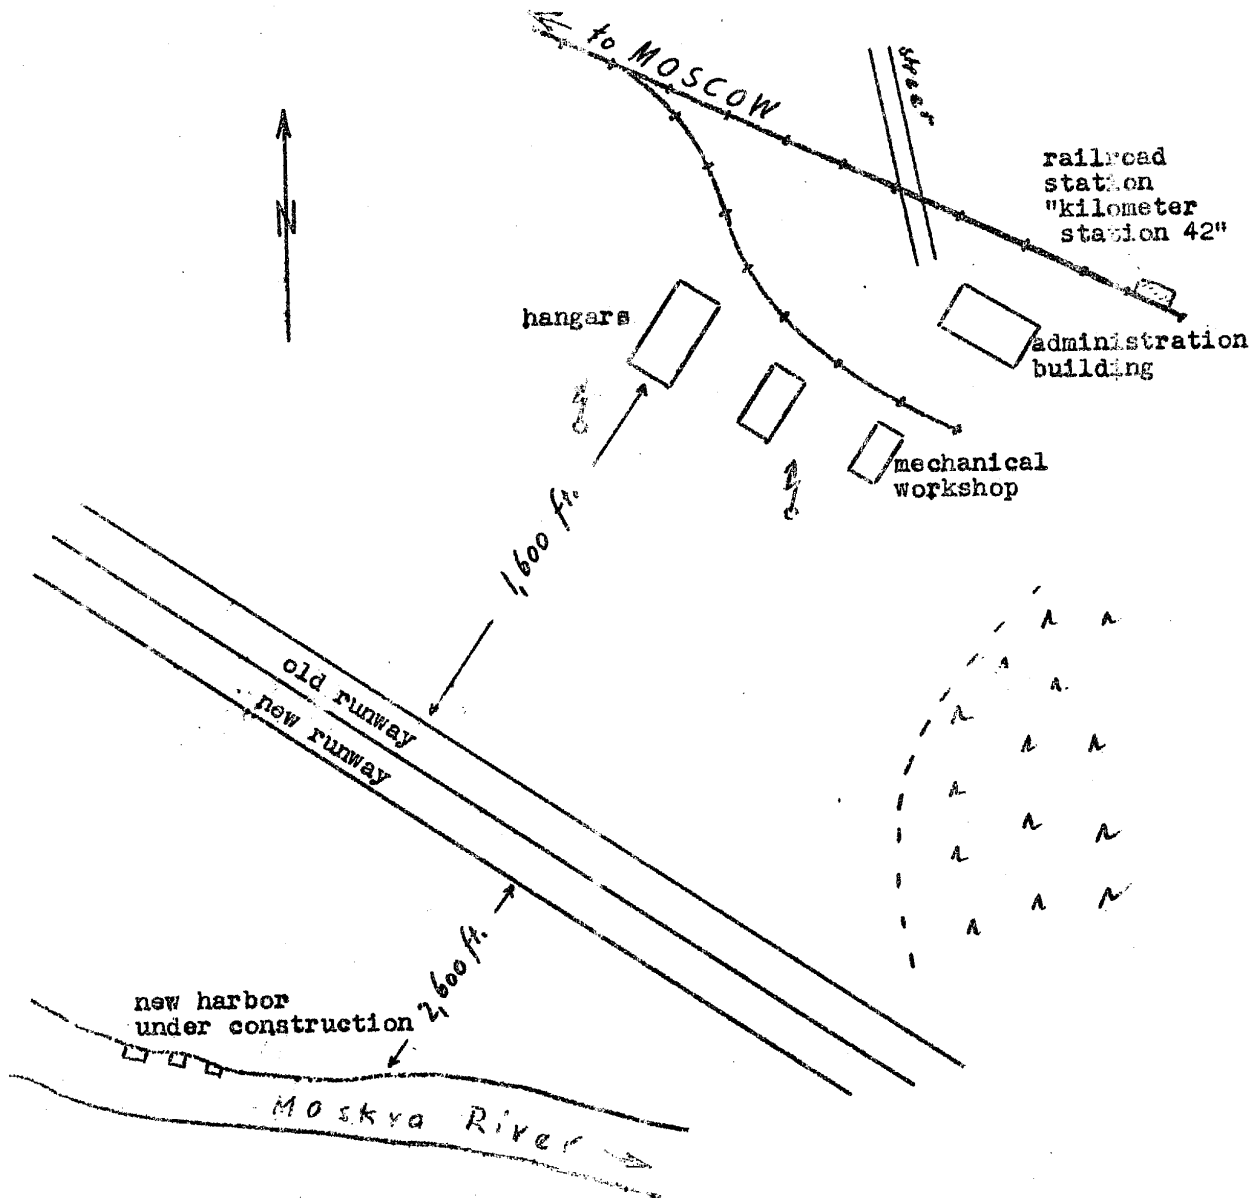 to MOSCOW
street
N
railroad
station
"kilometer
station 42"
hangars
administration
building
mechanical
workshop
1,600 ft.
old runway
new runway
2,600 ft.
new harbor
under construction
Moskva River